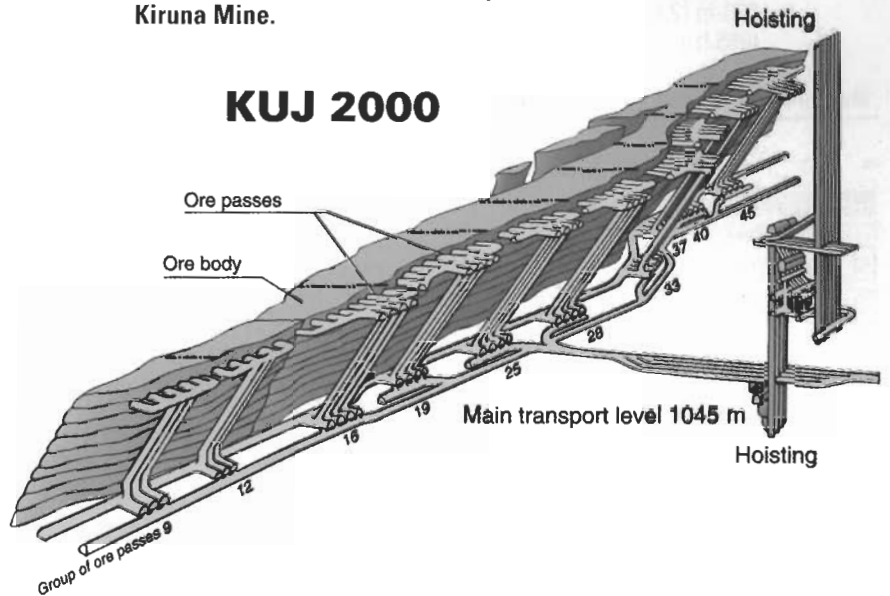 Kiruna Mine.
Hoisting
KUJ 2000
Ore passes
Ore body
45
40
37
33
28
25
19
16
12
Group of ore passes 9
Main transport level 1045 m
Hoisting